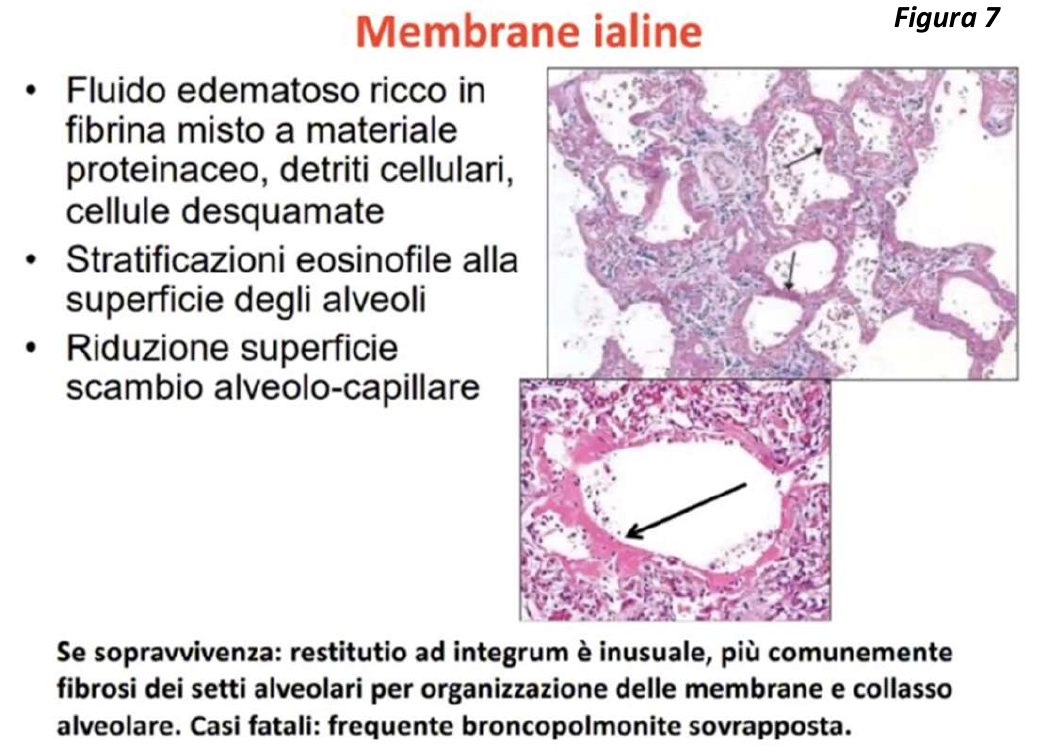 Membrane ialine
Figura 7
• Fluido edematoso ricco in
fibrina misto a materiale
proteinaceo, detriti cellulari,
cellule desquamate
• Stratificazioni eosinofile alla
superficie degli alveoli
• Riduzione superficie
scambio alveolo-capillare
Se sopravvivenza: restitutio ad integrum è inusuale, più comunemente
fibrosi dei setti alveolari per organizzazione delle membrane e collasso
alveolare. Casi fatali: frequente broncopolmonite sovrapposta.